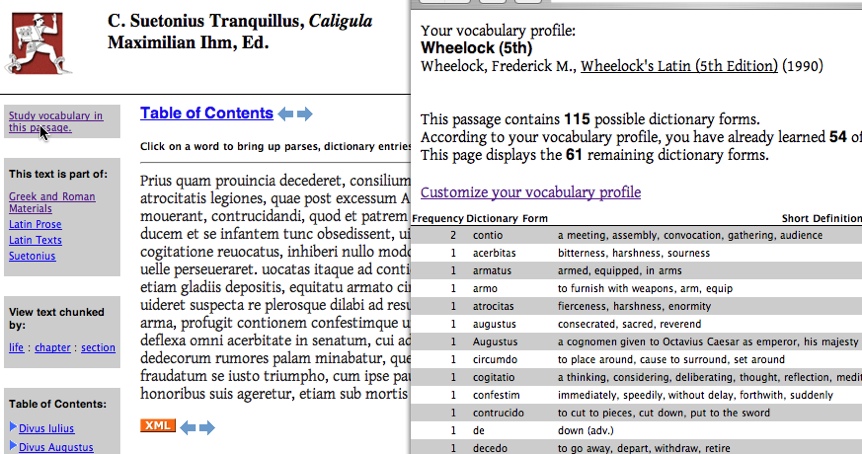 C. Suetonius Tranquillus, Caligula
Maximilian Ihm, Ed.
Study vocabulary in
this passage.
This text is part of:
Greek and Roman
Materials
Latin Prose
Latin Texts
Suetonius
View text chunked
by:
life : chapter : section
Table of Contents:
Divus Iulius
Divus Augustus
Table of Contents
Click on a word to bring up parses, dictionary entries
Prius quam prouincia decederet, consilium
atrocitatis legiones, quae post excessum A
mouerant, contrucidandi, quod et patrem
ducem et se infantem tunc obsedissent, ui
cogitatione reuocatus, inhiberi nullo modo
uelle perseueraret. uocatas itaque ad conti
etiam gladiis depositis, equitatu armato cir
uideret suspecta re plerosque dilabi ad resu
arma, profugit contionem confestimque u
deflexa omni acerbitate in senatum, cui ad
dedecorum rumores palam minabatur, que
fraudatum se iusto triumpho, cum ipse pau
honoribus suis ageretur, etiam sub mortis
XML
Your vocabulary profile:
Wheelock (5th)
Wheelock, Frederick M., Wheelock's Latin (5th Edition) (1990)
This passage contains 115 possible dictionary forms.
According to your vocabulary profile, you have already learned 54 of
This page displays the 61 remaining dictionary forms.
Customize your vocabulary profile
Frequency Dictionary Form Short Definition
2 contio a meeting, assembly, convocation, gathering, audience
1 acerbitas bitterness, harshness, sourness
1 armatus armed, equipped, in arms
1 armo to furnish with weapons, arm, equip
1 atrocitas fierceness, harshness, enormity
1 augustus consecrated, sacred, reverend
1 Augustus a cognomen given to Octavius Caesar as emperor, his majesty
1 circumdo to place around, cause to surround, set around
1 cogitatio a thinking, considering, deliberating, thought, reflection, medit
1 confestim immediately, speedily, without delay, forthwith, suddenly
1 contrucido to cut to pieces, cut down, put to the sword
1 de down (adv.)
1 decedo to go away, depart, withdraw, retire